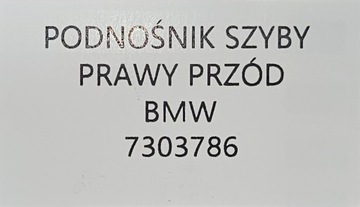 PODNOŚNIK SZYBY
PRAWY PRZÓD
BMW
7303786